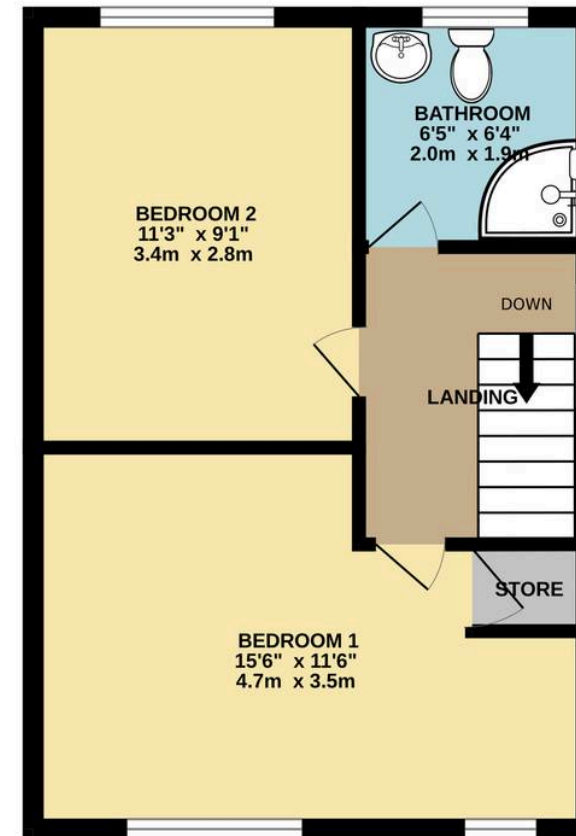 BATHROOM
6'5" x 6'4"
2.0m x 1.9m
BEDROOM 2
11'3" x 9'1"
3.4m x 2.8m
DOWN
LANDING
STORE
BEDROOM 1
15'6" x 11'6"
4.7m x 3.5m